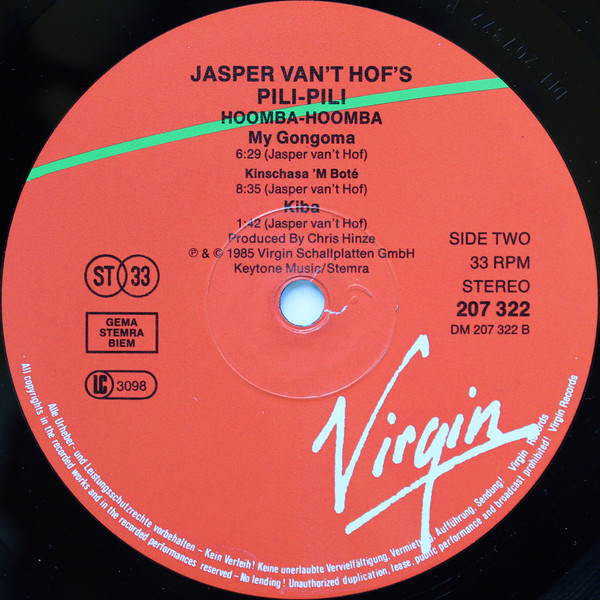 JASPER VAN'T HOF'S
PILI-PILI
HOOMBA-HOOMBA
My Gongoma
6:29 (Jasper van't Hof)
Kinschasa 'M Boté
8:35 (Jasper van't Hof)
Kiba
1:42 (Jasper van't Hof)
Produced By Chris Hinze
℗ & © 1985 Virgin Schallplatten GmbH
Keytone Music/Stemra
ST 33
GEMA
STEMRA
BIEM
LC 3098
SIDE TWO
33 RPM
STEREO
207 322
DM 207 322 B
Virgin
Alle Urheber- und Leistungsschutzrechte vorbehalten – Kein Verleih! Keine unerlaubte Vervielfältigung, Vermietung, Aufführung, Sendung! Virgin Records
All copyrights in the recorded works and in the recorded performances reserved – No lending! Unauthorized duplication, lease, public performance and broadcast prohibited! Virgin Records